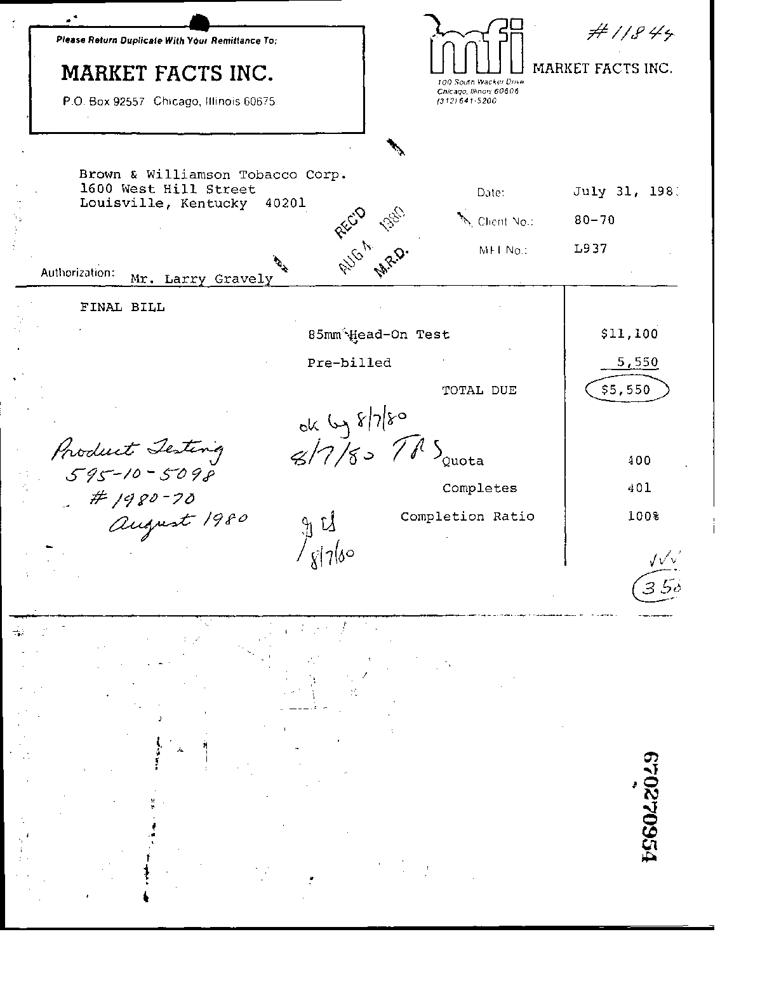 Please Return Duplicate With Your Remittance To:
MARKET FACTS INC.
P.O. Box 92557 Chicago, Illinois 60675
mfi
MARKET FACTS INC.
100 South Wacker Drive
Chicago, Illinois 60606
(312) 641-5200
#11844
Brown & Williamson Tobacco Corp.
1600 West Hill Street
Louisville, Kentucky 40201
REC'D
AUG 4 1980
M.R.D.
Date: July 31, 198
Client No.: 80-70
MFI No.: L937
Authorization: Mr. Larry Gravely
FINAL BILL
85mm Head-On Test $11,100
Pre-billed 5,550
TOTAL DUE $5,550
ok by 8/7/80
8/7/80
Quota 400
Completes 401
Completion Ratio 100%
Product Testing
595-10-5098
#1980-70
August 1980
8/7/80
350
670270954